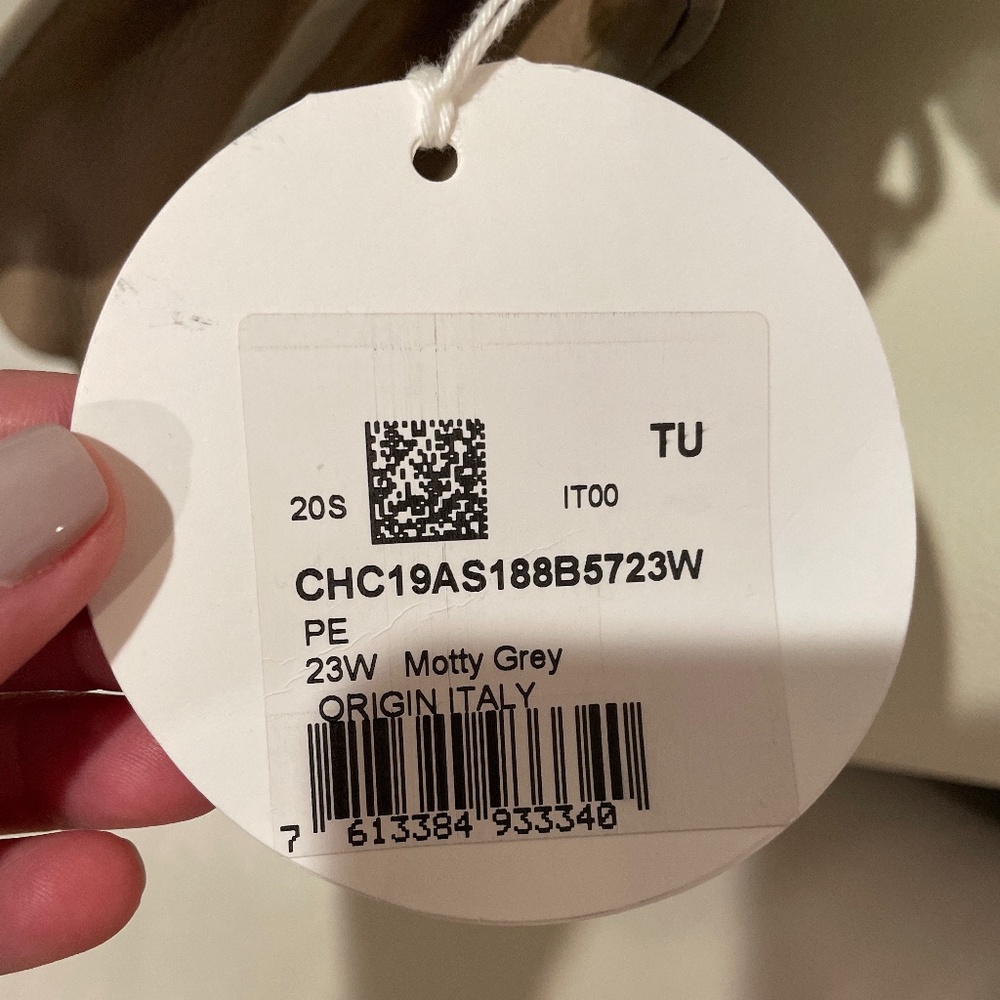 TU
20S IT00
CHC19AS188B5723W
PE
23W Motty Grey
ORIGIN ITALY
7 613384 933340